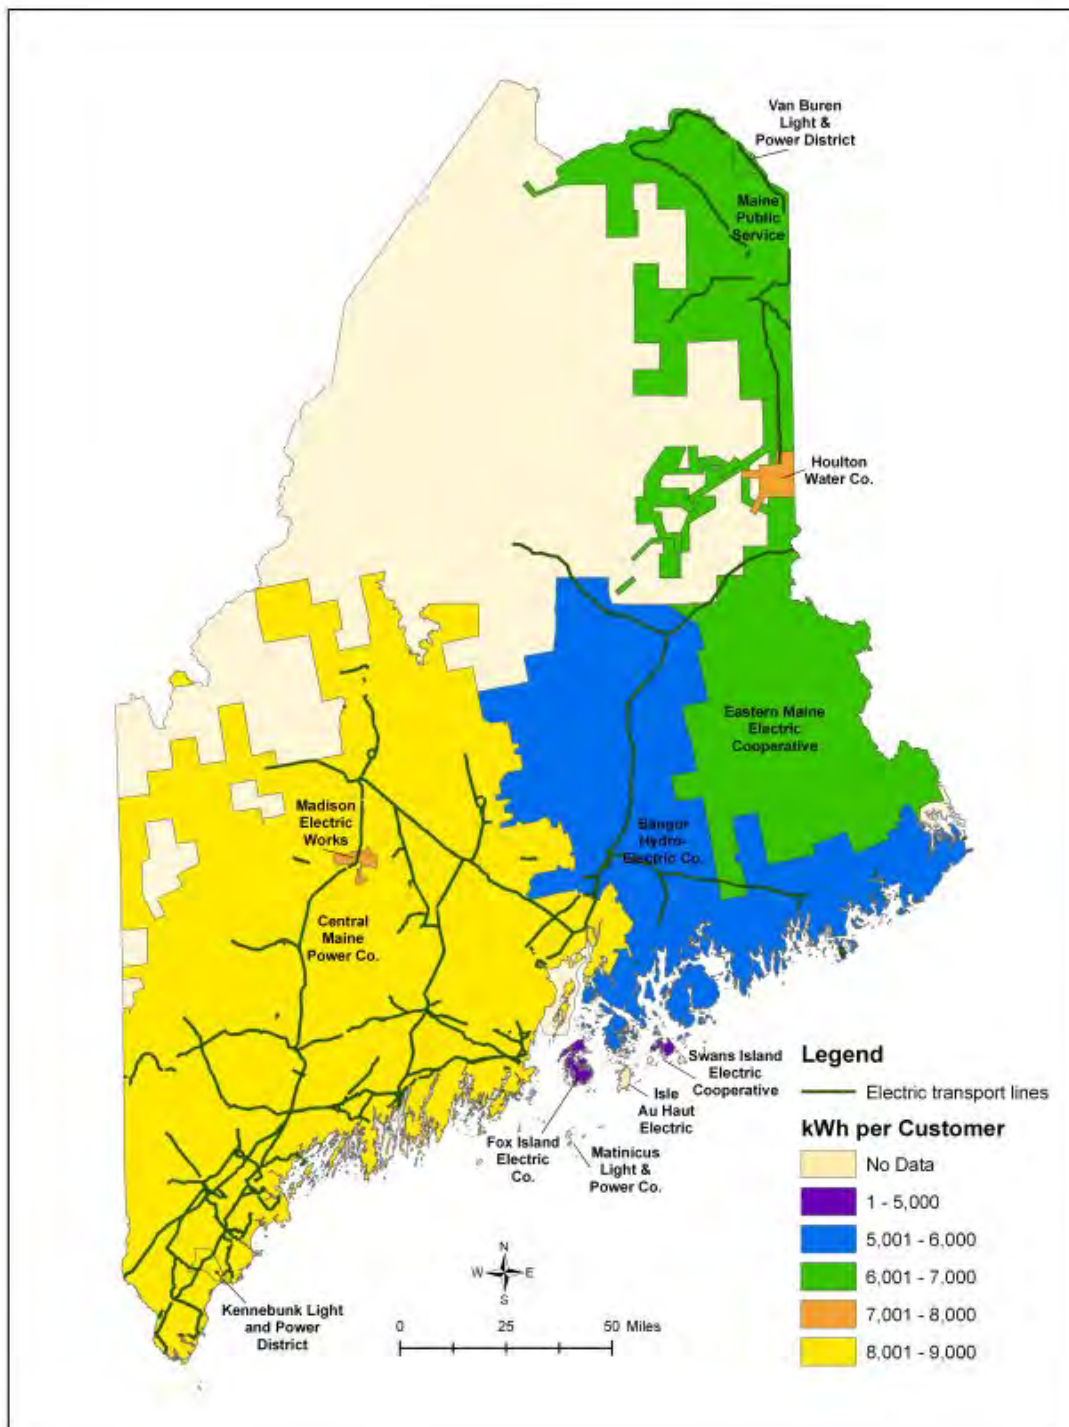 Van Buren
Light &
Power District
Maine
Public
Service
Houlton
Water Co.
Eastern Maine
Electric
Cooperative
Madison
Electric
Works
Bangor
Hydro-
Electric Co.
Central
Maine
Power Co.
Swans Island
Electric
Cooperative
Isle
Au Haut
Electric
Fox Island
Electric
Co.
Matinicus
Light &
Power Co.
Kennebunk Light
and Power
District
N
W E
S
0 25 50 Miles
Legend
Electric transport lines
kWh per Customer
No Data
1 - 5,000
5,001 - 6,000
6,001 - 7,000
7,001 - 8,000
8,001 - 9,000